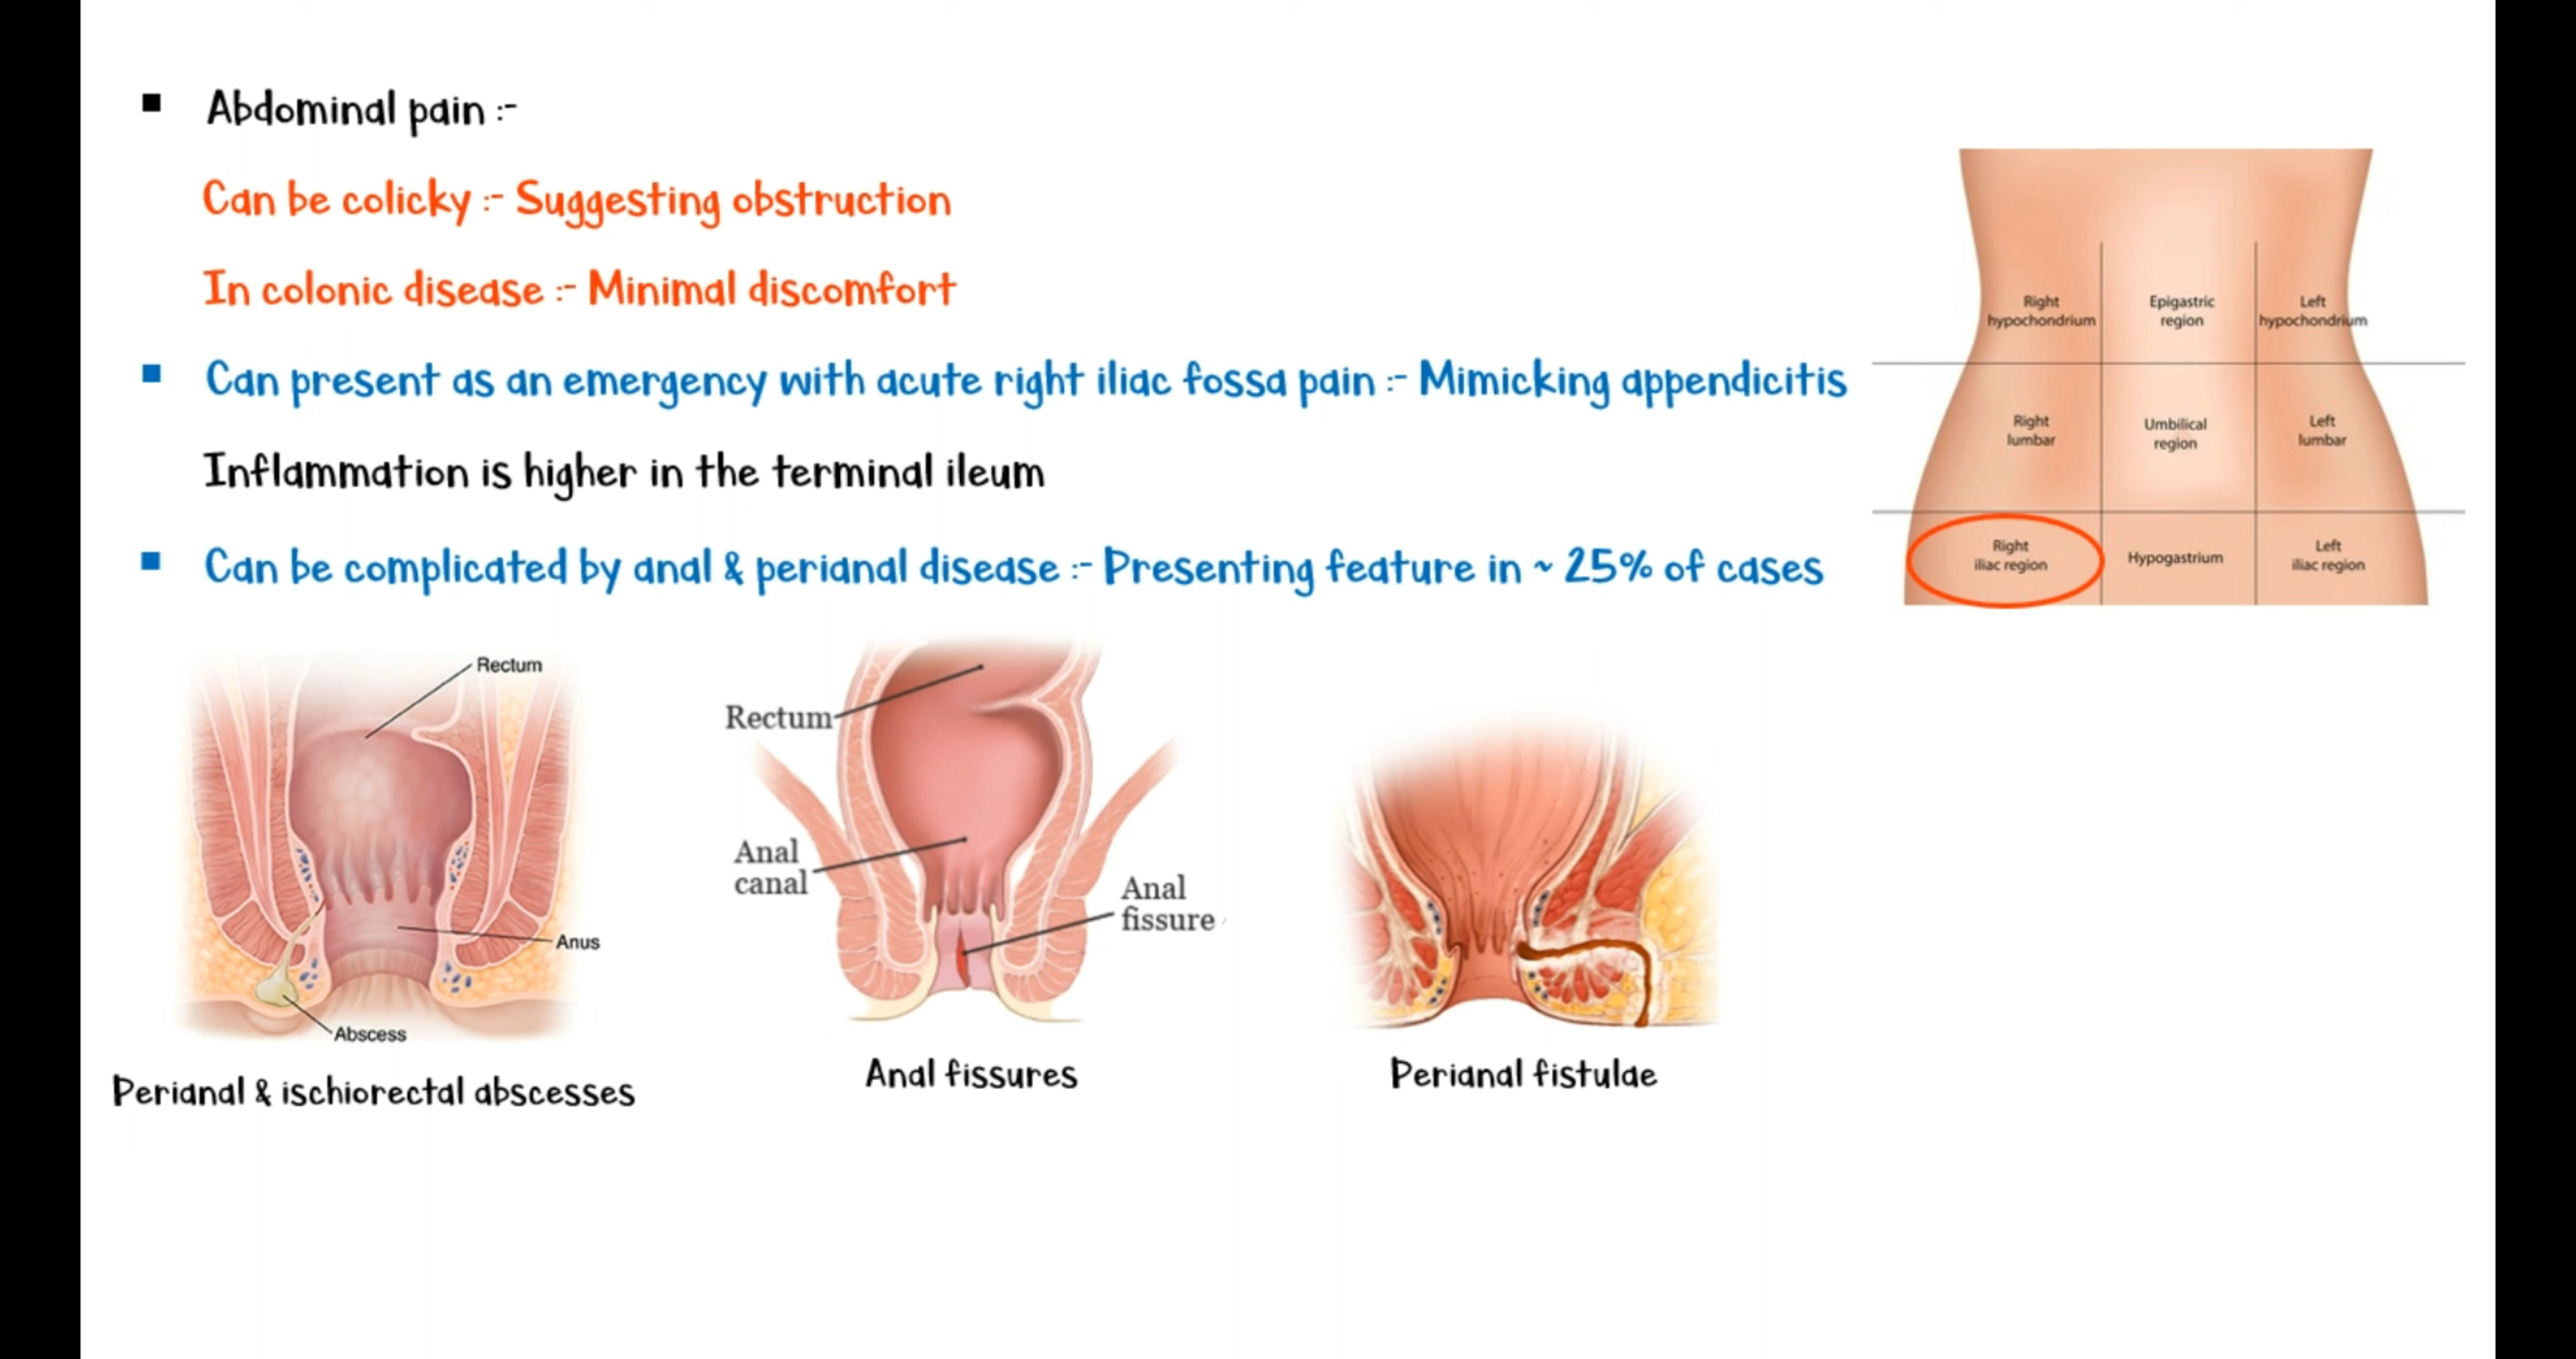 Abdominal pain :-
Can be colicky :- Suggesting obstruction
In colonic disease :- Minimal discomfort
Can present as an emergency with acute right iliac fossa pain :- Mimicking appendicitis
Inflammation is higher in the terminal ileum
Can be complicated by anal & perianal disease :- Presenting feature in ~ 25% of cases
Right
hypochondrium
Epigastric
region
Left
hypochondrium
Right
lumbar
Umbilical
region
Left
lumbar
Right
iliac region
Hypogastrium
Left
iliac region
Rectum
Anus
Abscess
Perianal & ischiorectal abscesses
Rectum
Anal
canal
Anal
fissure
Anal fissures
Perianal fistulae